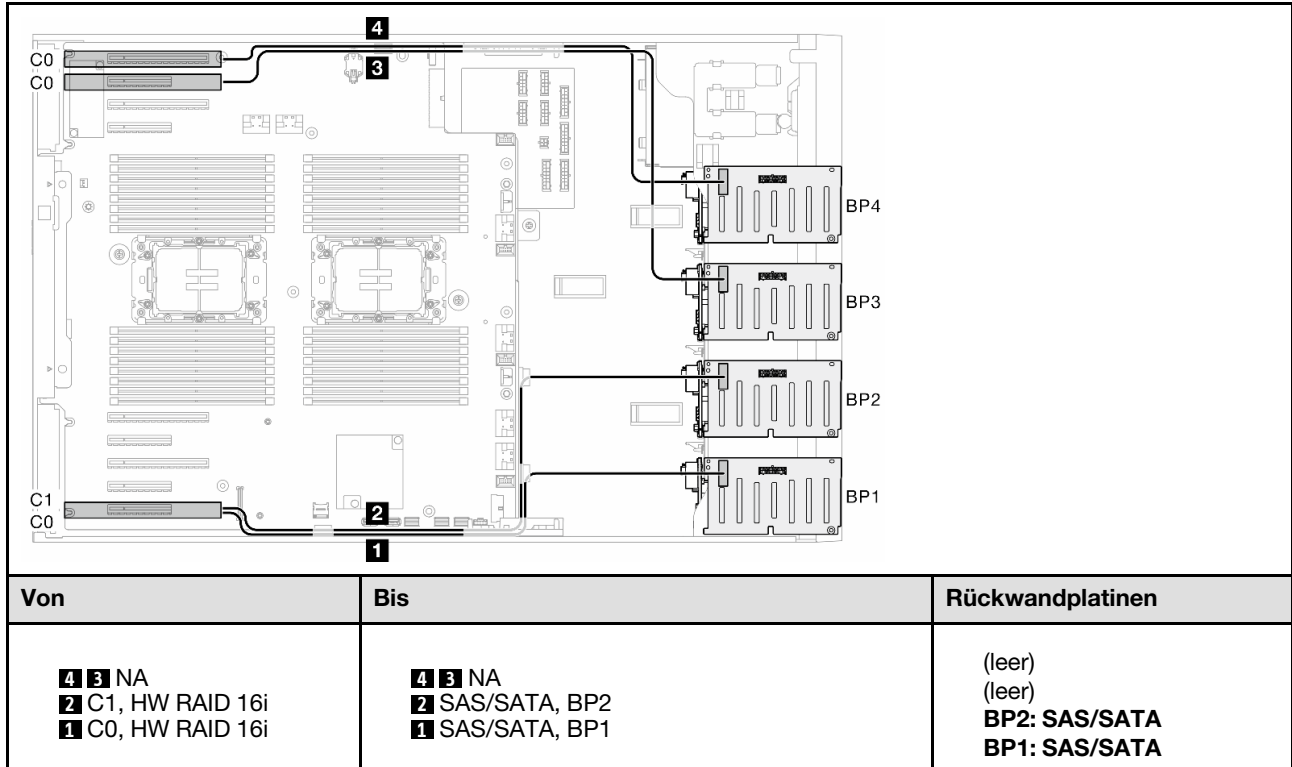 4
C0
3
C0
BP4
BP3
BP2
BP1
C1
C0
2
1
Von
Bis
Rückwandplatinen
4 3 NA
2 C1, HW RAID 16i
1 C0, HW RAID 16i
4 3 NA
2 SAS/SATA, BP2
1 SAS/SATA, BP1
(leer)
(leer)
BP2: SAS/SATA
BP1: SAS/SATA